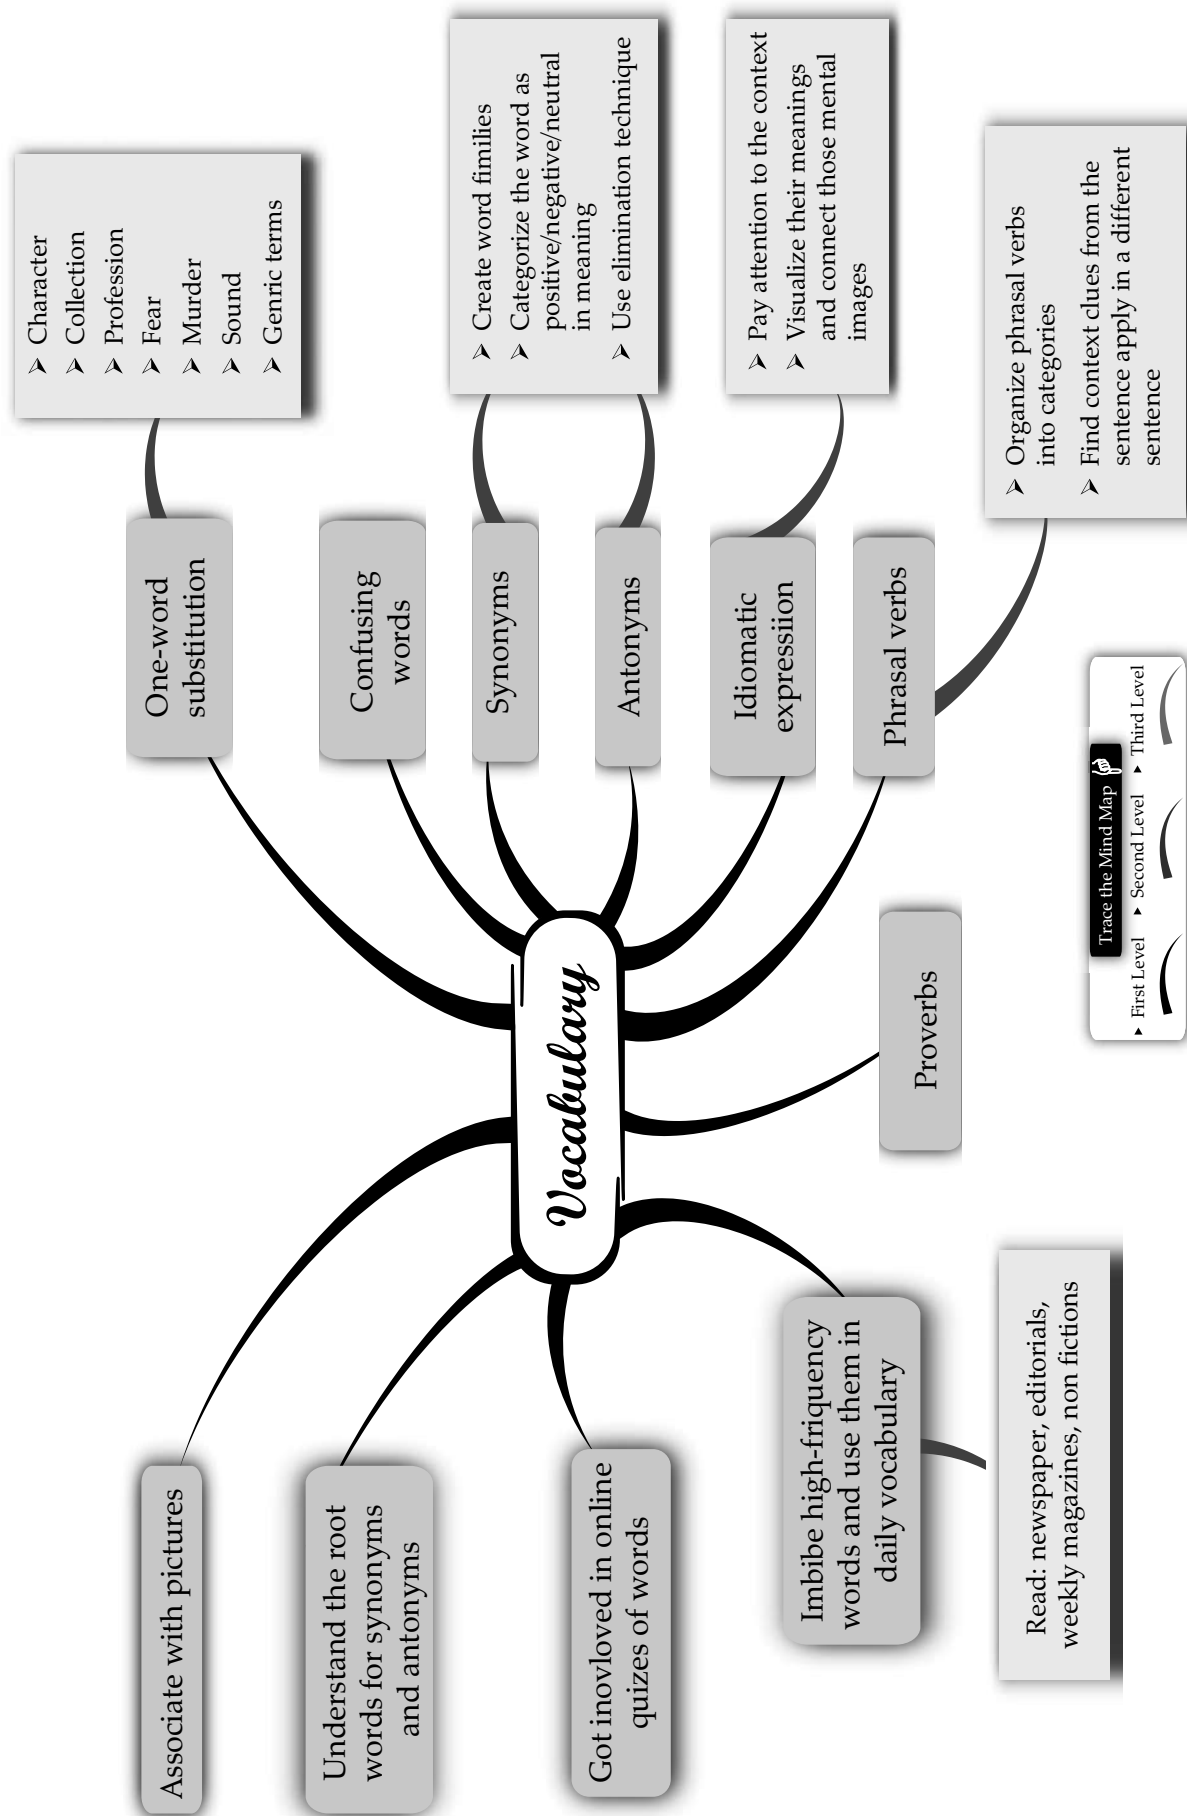 Associate with pictures
Understand the root
words for synonyms
and antonyms
Got inovloved in online
quizes of words
Imbibe high-friquency
words and use them in
daily vocabulary
Read: newspaper, editorials,
weekly magazines, non fictions
Vocabulary
One-word
substitution
➢ Character
➢ Collection
➢ Profession
➢ Fear
➢ Murder
➢ Sound
➢ Genric terms
Confusing
words
Synonyms
Antonyms
➢ Create word fimilies
➢ Categorize the word as
positive/negative/neutral
in meaning
➢ Use elimination technique
Idiomatic
expressiion
➢ Pay attention to the context
➢ Visualize their meanings
and connect those mental
images
Phrasal verbs
➢ Organize phrasal verbs
into categories
➢ Find context clues from the
sentence apply in a different
sentence
Proverbs
Trace the Mind Map
▸ First Level ▸ Second Level ▸ Third Level